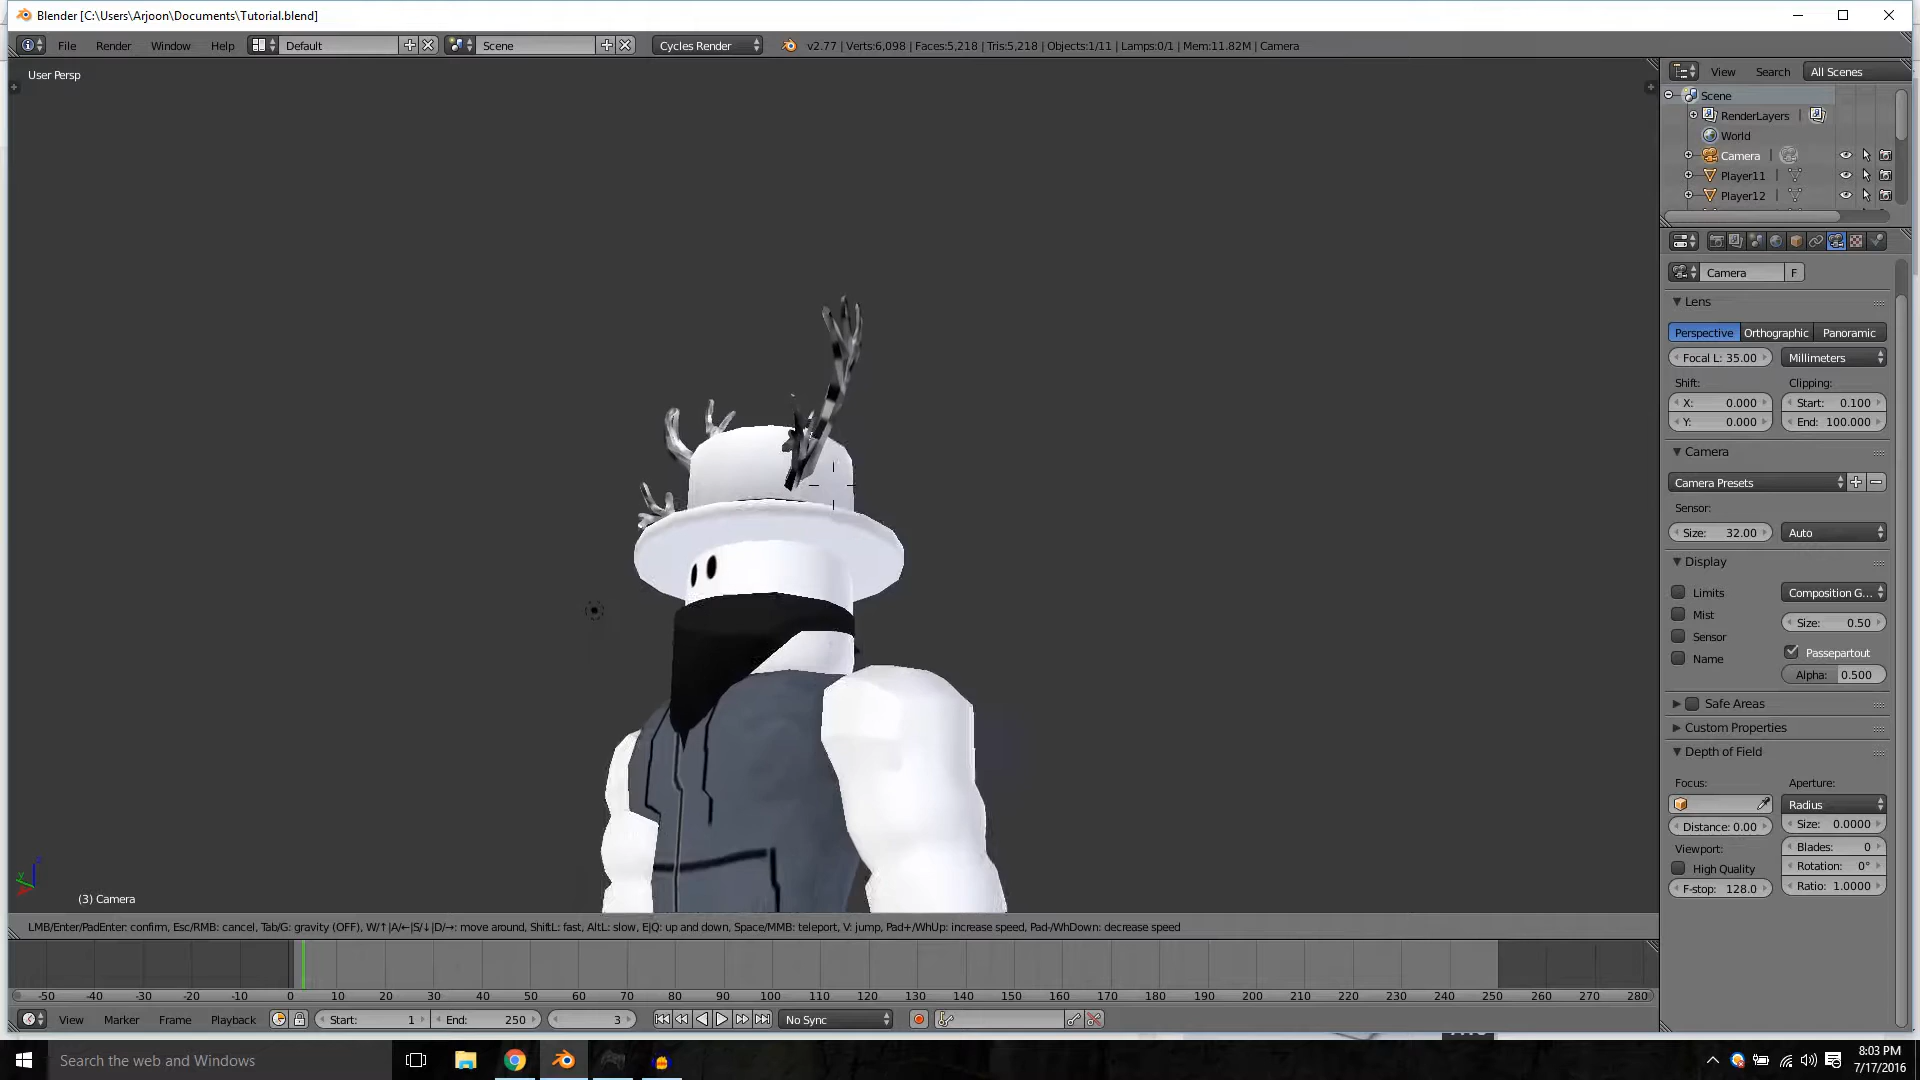 Blender [C:\Users\Arjoon\Documents\Tutorial.blend]
File Render Window Help Default Scene Cycles Render v2.77 | Verts:6,098 | Faces:5,218 | Tris:5,218 | Objects:1/11 | Lamps:0/1 | Mem:11.82M | Camera
User Persp
View Search All Scenes
Scene
RenderLayers
World
Camera
Player11
Player12
Camera F
Lens
Perspective Orthographic Panoramic
Focal L: 35.00 Millimeters
Shift: Clipping:
X: 0.000 Start: 0.100
Y: 0.000 End: 100.000
Camera
Camera Presets
Sensor:
Size: 32.00 Auto
Display
Limits Composition G...
Mist Size: 0.50
Sensor
Name Passepartout
Alpha: 0.500
Safe Areas
Custom Properties
Depth of Field
Focus: Aperture:
Radius
Distance: 0.00 Size: 0.0000
Viewport: Blades: 0
High Quality Rotation: 0°
F-stop: 128.0 Ratio: 1.0000
(3) Camera
LMB/Enter/PadEnter: confirm, Esc/RMB: cancel, Tab/G: gravity (OFF), W/↑|A/←|S/↓|D/→: move around, ShiftL: fast, AltL: slow, E|Q: up and down, Space/MMB: teleport, V: jump, Pad+/WhUp: increase speed, Pad-/WhDown: decrease speed
-50 -40 -30 -20 -10 0 10 20 30 40 50 60 70 80 90 100 110 120 130 140 150 160 170 180 190 200 210 220 230 240 250 260 270 280
View Marker Frame Playback Start: 1 End: 250 3 No Sync
Search the web and Windows
8:03 PM
7/17/2016